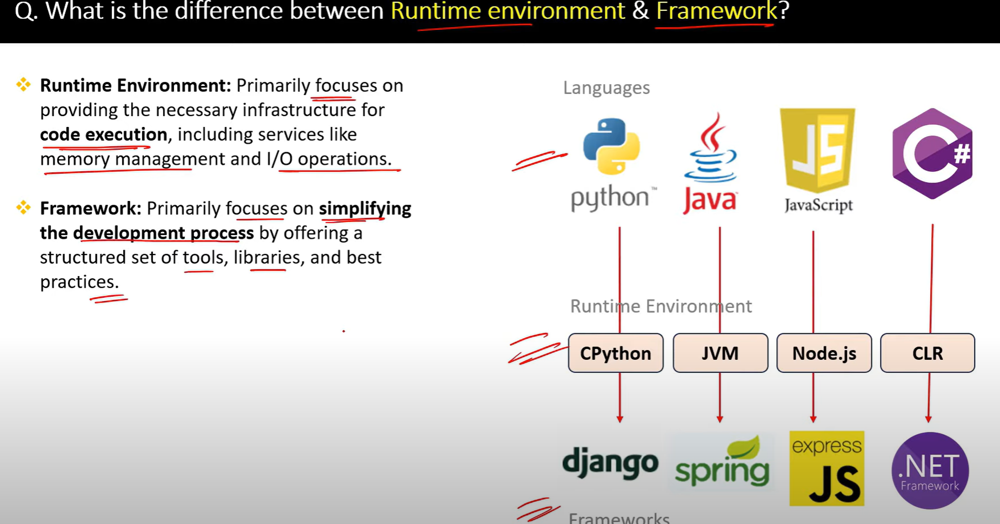 Q. What is the difference between Runtime environment & Framework?
Runtime Environment: Primarily focuses on
providing the necessary infrastructure for
code execution, including services like
memory management and I/O operations.
Framework: Primarily focuses on simplifying
the development process by offering a
structured set of tools, libraries, and best
practices.
Languages
python™
Java™
JS
JavaScript
C#
Runtime Environment
CPython
JVM
Node.js
CLR
django
spring
express
JS
.NET
Framework
Frameworks